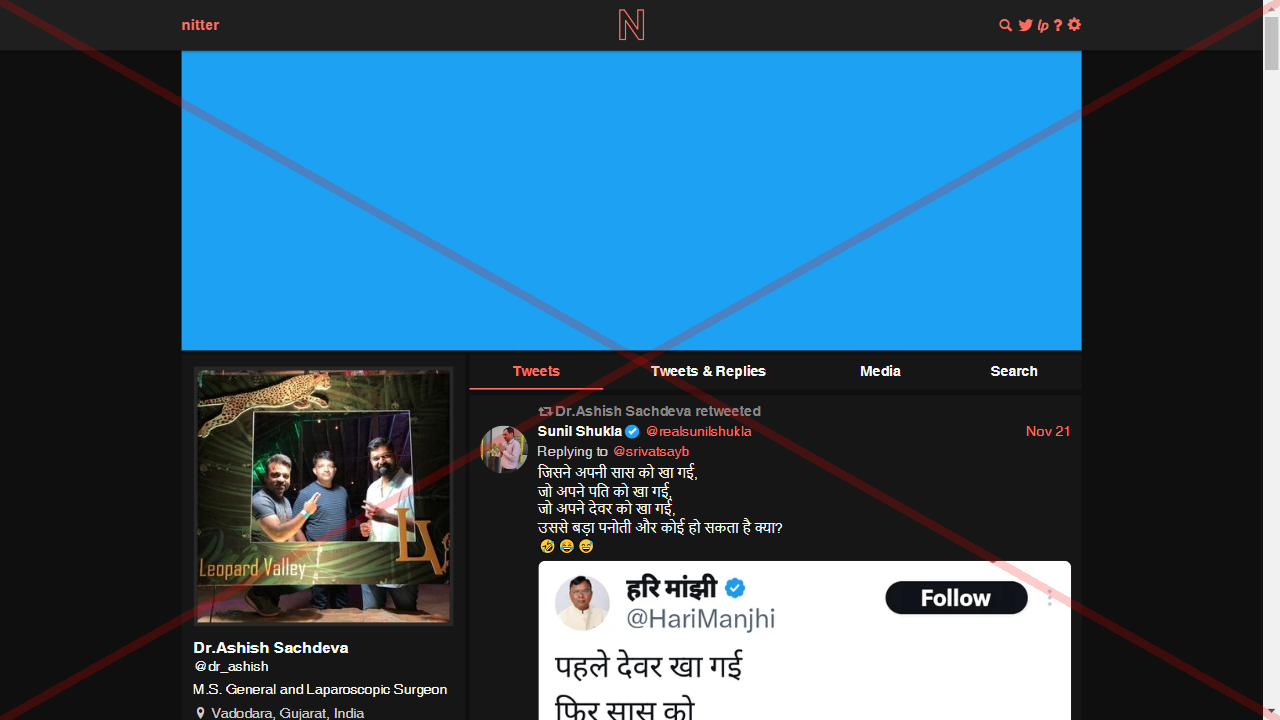 nitter
N
lp ?
Tweets
Tweets & Replies
Media
Search
Dr.Ashish Sachdeva retweeted
Sunil Shukla @realsunilshukla Nov 21
Replying to @srivatsayb
जिसने अपनी सास को खा गई,
जो अपने पति को खा गई,
जो अपने देवर को खा गई,
उससे बड़ा पनोती और कोई हो सकता है क्या?
🤣 😂 😅
हरि मांझी
@HariManjhi
Follow
पहले देवर खा गई
फिर सास को
LV
Leopard Valley
Dr.Ashish Sachdeva
@dr_ashish
M.S. General and Laparoscopic Surgeon
Vadodara, Gujarat, India